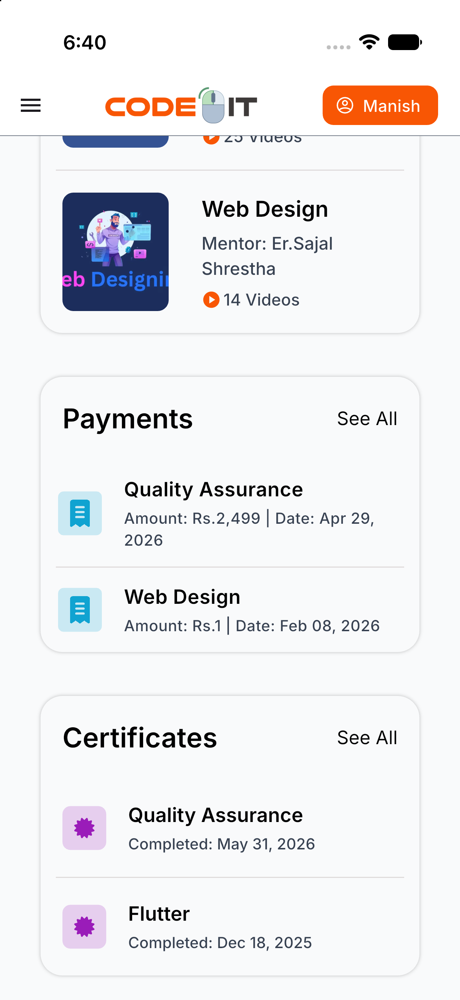 6:40
CODE IT
Manish
25 Videos
Web Design
Mentor: Er.Sajal
Shrestha
14 Videos
DESIGN
eb Designin
Payments
See All
Quality Assurance
Amount: Rs.2,499 | Date: Apr 29,
2026
Web Design
Amount: Rs.1 | Date: Feb 08, 2026
Certificates
See All
Quality Assurance
Completed: May 31, 2026
Flutter
Completed: Dec 18, 2025